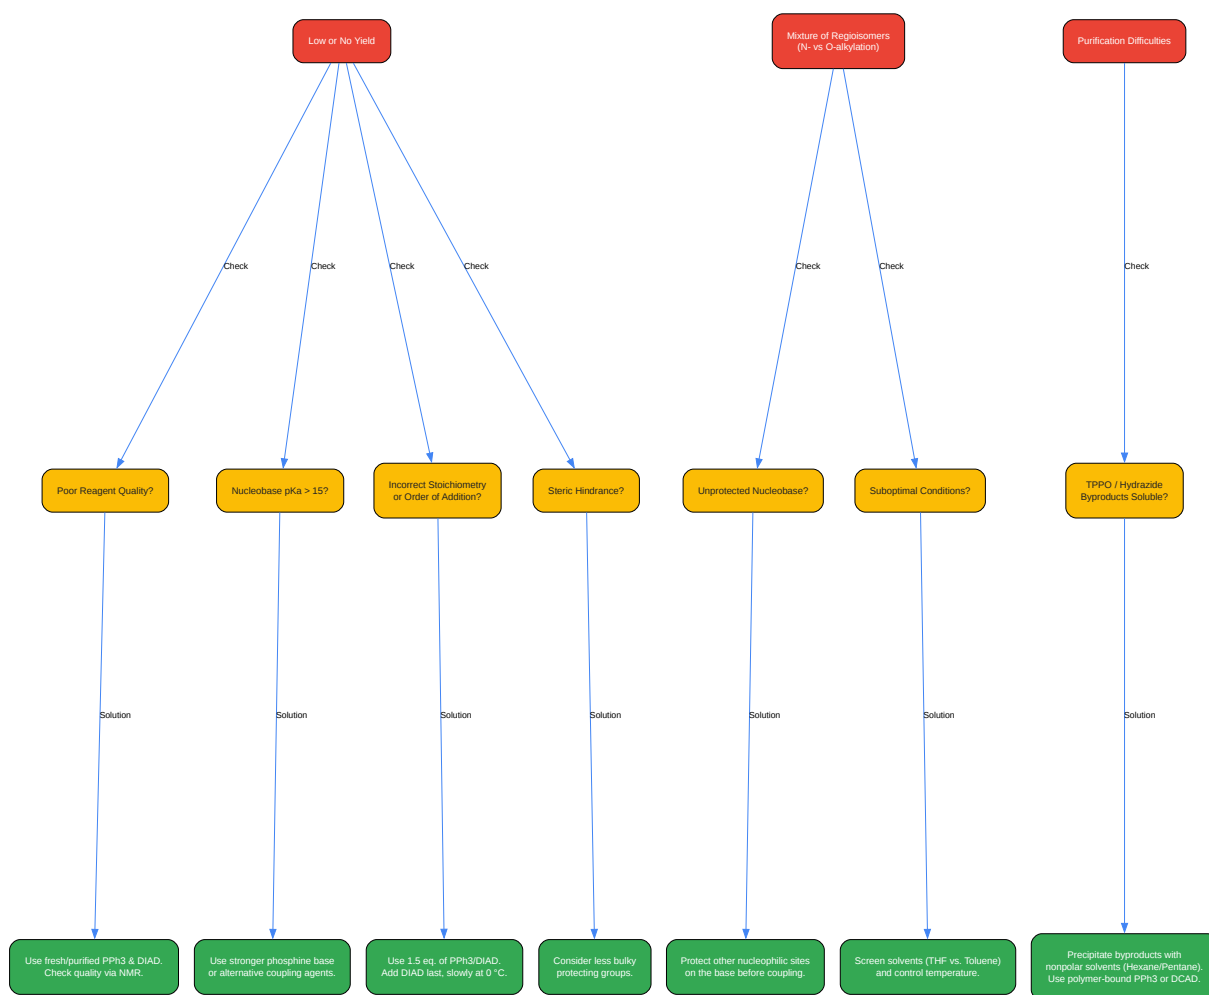 Low or No Yield
Mixture of Regioisomers
(N- vs O-alkylation)
Purification Difficulties
Check
Check
Check
Check
Check
Check
Check
Poor Reagent Quality?
Nucleobase pKa > 15?
Incorrect Stoichiometry
or Order of Addition?
Steric Hindrance?
Unprotected Nucleobase?
Suboptimal Conditions?
TPPO / Hydrazide
Byproducts Soluble?
Solution
Solution
Solution
Solution
Solution
Solution
Solution
Use fresh/purified PPh3 & DIAD.
Check quality via NMR.
Use stronger phosphine base
or alternative coupling agents.
Use 1.5 eq. of PPh3/DIAD.
Add DIAD last, slowly at 0 °C.
Consider less bulky
protecting groups.
Protect other nucleophilic sites
on the base before coupling.
Screen solvents (THF vs. Toluene)
and control temperature.
Precipitate byproducts with
nonpolar solvents (Hexane/Pentane).
Use polymer-bound PPh3 or DCAD.